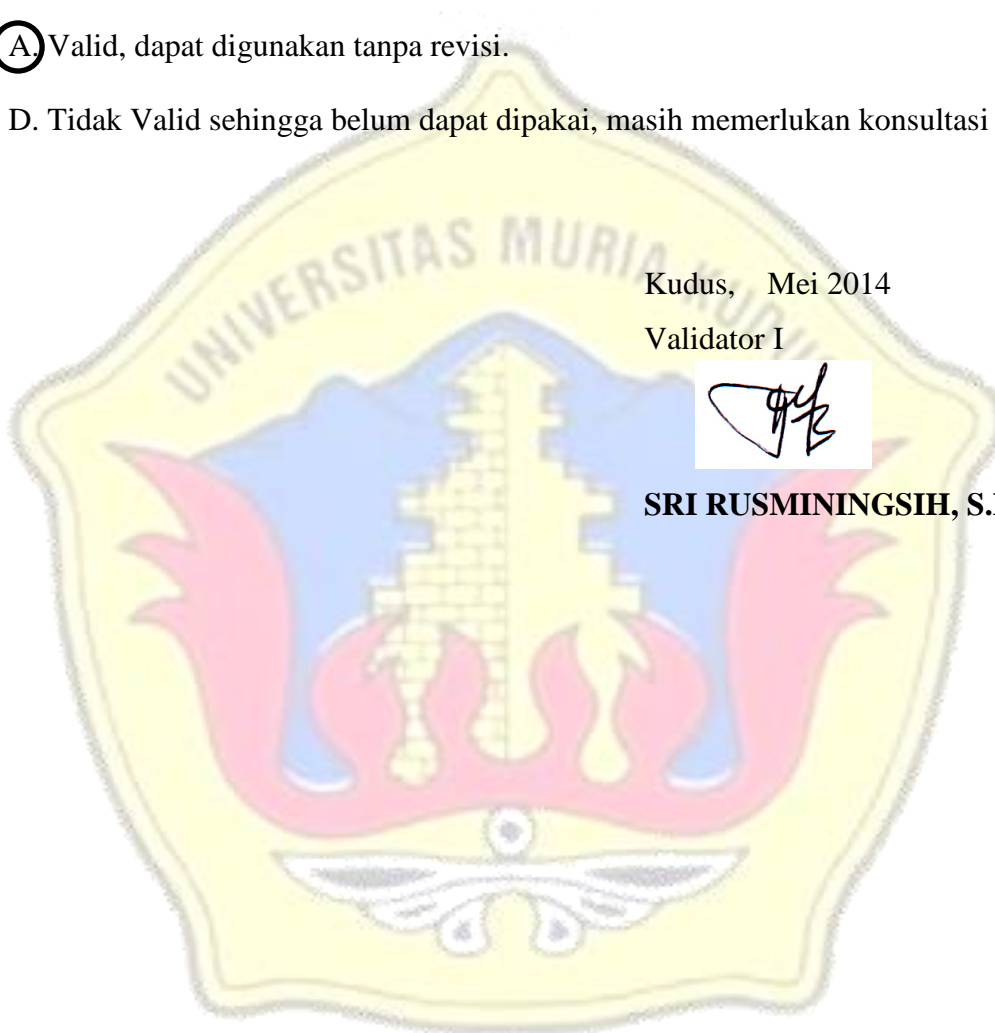 A. Valid, dapat digunakan tanpa revisi.
D. Tidak Valid sehingga belum dapat dipakai, masih memerlukan konsultasi
UNIVERSITAS MURIA KUDUS
Kudus, Mei 2014
Validator I
SRI RUSMININGSIH, S.